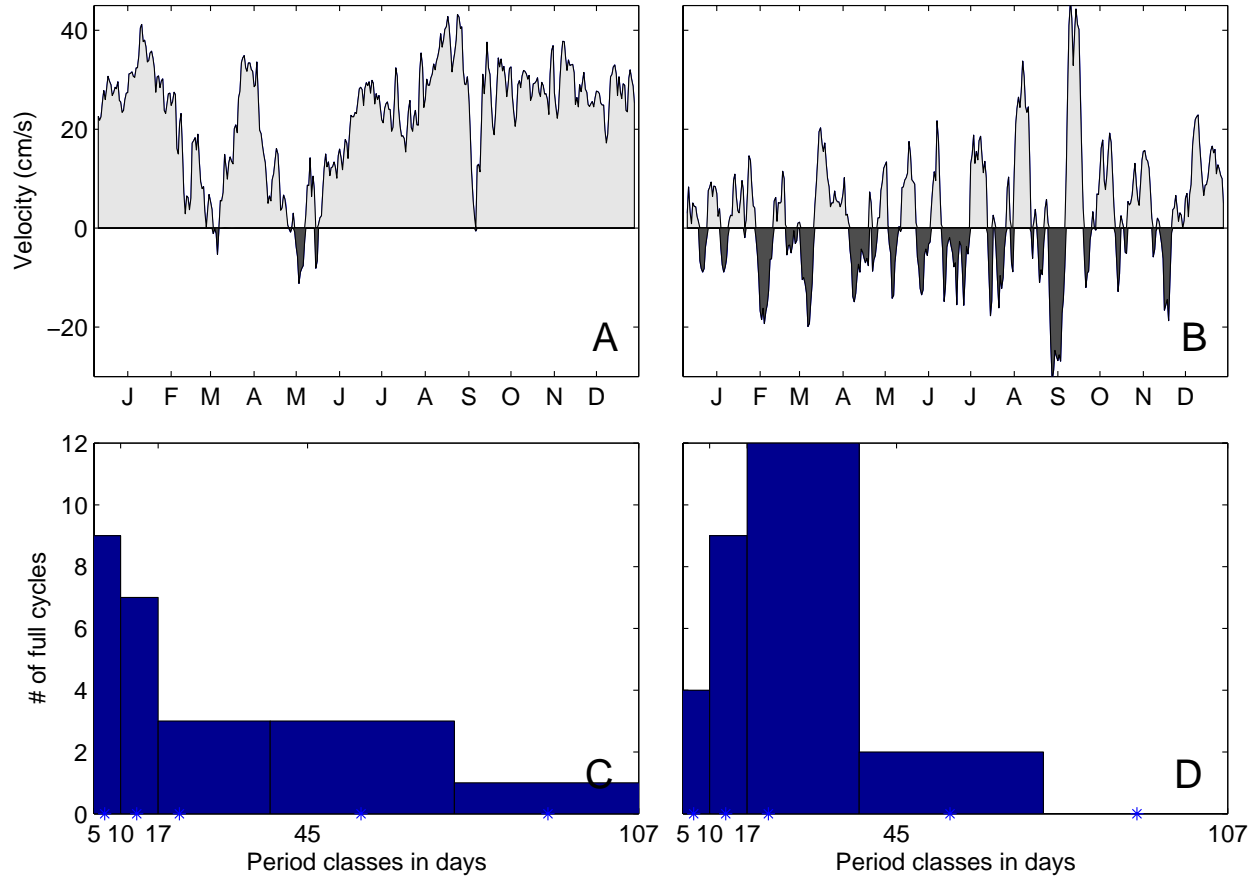 Velocity (cm/s)
40
20
0
−20
A
J F M A M J J A S O N D
B
J F M A M J J A S O N D
# of full cycles
12
10
8
6
4
2
0
C
5 10 17 45 107
Period classes in days
D
5 10 17 45 107
Period classes in days